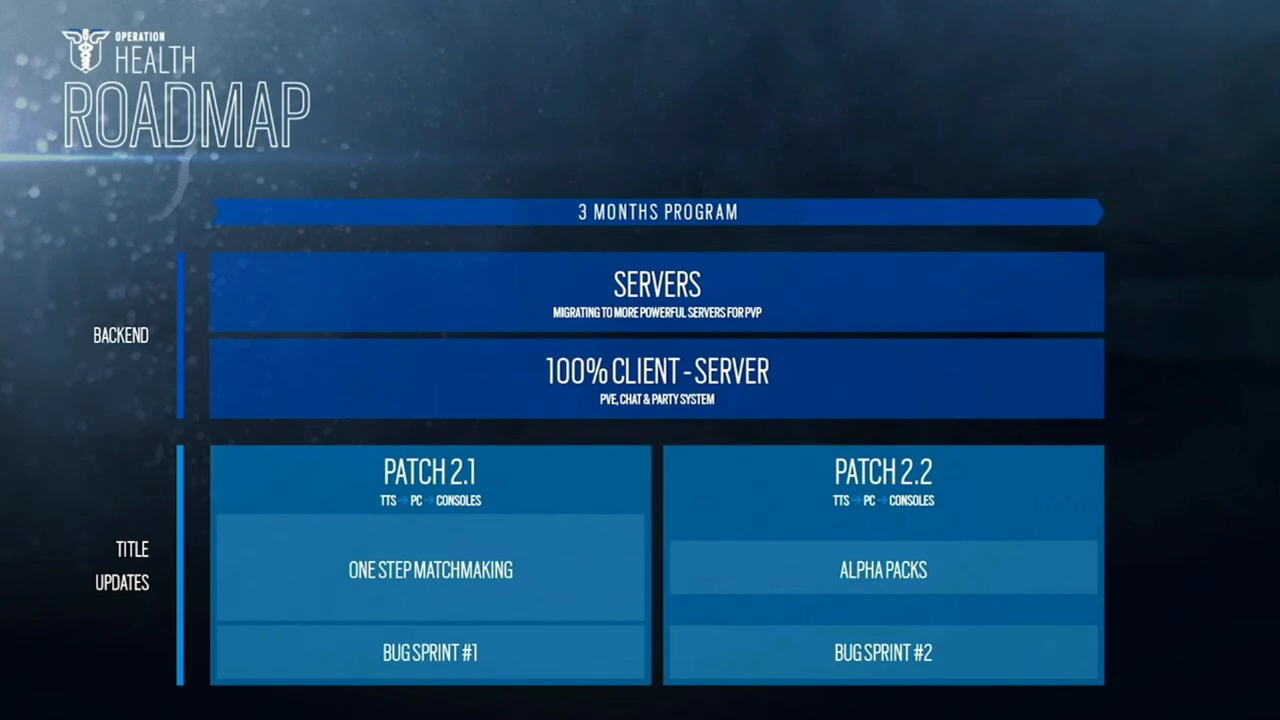 OPERATION
HEALTH
ROADMAP
3 MONTHS PROGRAM
BACKEND
SERVERS
MIGRATING TO MORE POWERFUL SERVERS FOR PVP
100% CLIENT - SERVER
PVE, CHAT & PARTY SYSTEM
TITLE
UPDATES
PATCH 2.1
TTS → PC → CONSOLES
ONE STEP MATCHMAKING
BUG SPRINT #1
PATCH 2.2
TTS → PC → CONSOLES
ALPHA PACKS
BUG SPRINT #2